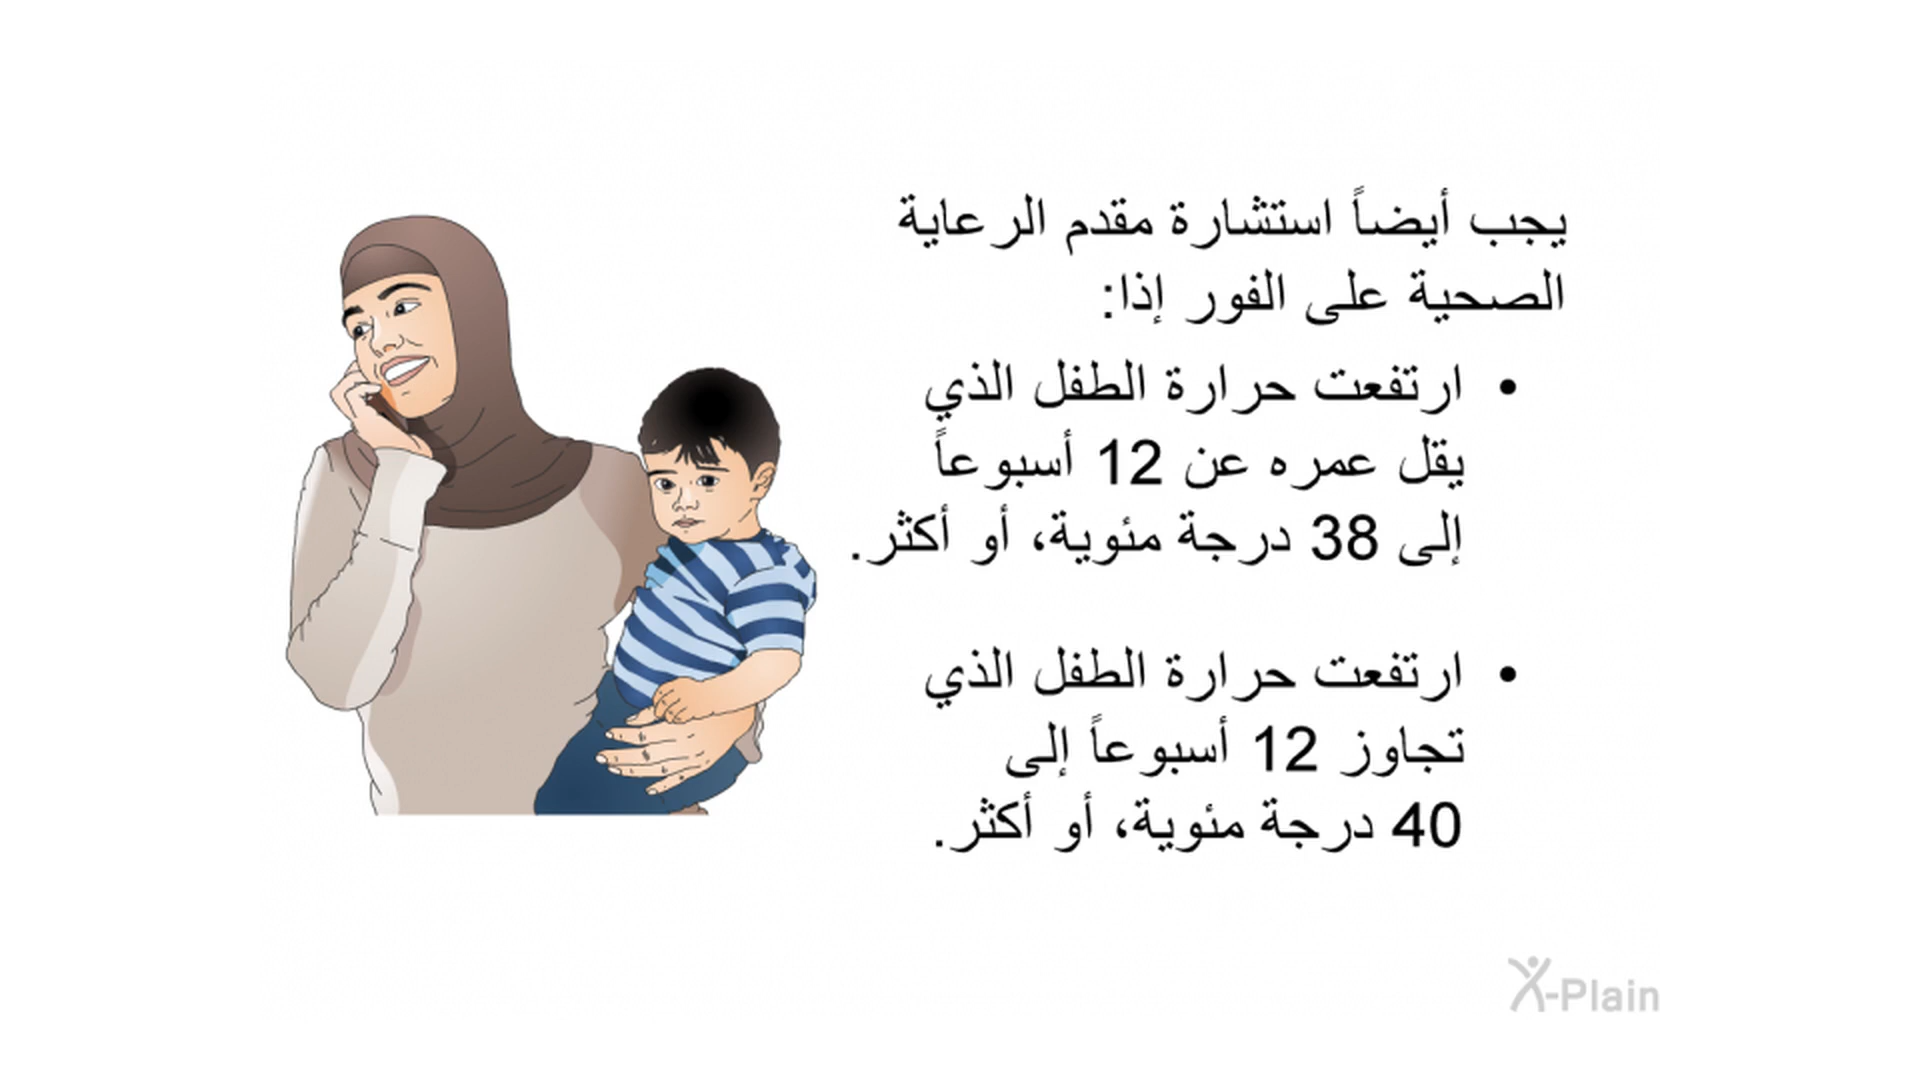 يجب أيضاً استشارة مقدم الرعاية
الصحية على الفور إذا:
• ارتفعت حرارة الطفل الذي
يقل عمره عن 12 أسبوعاً
إلى 38 درجة مئوية، أو أكثر.
• ارتفعت حرارة الطفل الذي
تجاوز 12 أسبوعاً إلى
40 درجة مئوية، أو أكثر.
X-Plain